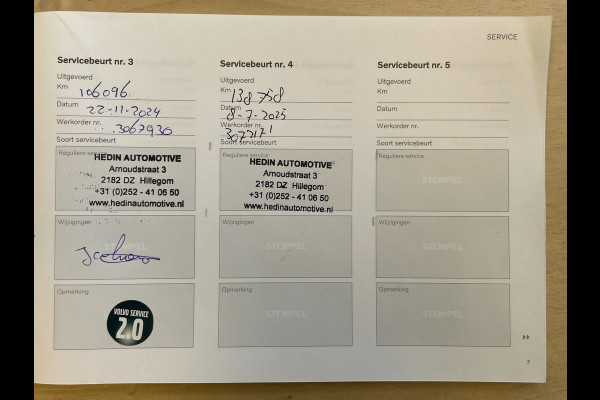 SERVICE
Servicebeurt nr. 3
Uitgevoerd
Km 106096
Datum 22-11-2024
Werkorder nr. 3062930
Soort servicebeurt
Reguliere service
HEDIN AUTOMOTIVE
Arnoudstraat 3
2182 DZ Hillegom
+31 (0)252 - 41 06 50
www.hedinautomotive.nl
Wijzigingen
STEMPEL
Opmerking
VOLVO SERVICE
2.0
Servicebeurt nr. 4
Uitgevoerd
Km 138758
Datum 8-7-2025
Werkorder nr.
Soort servicebeurt
Reguliere service
HEDIN AUTOMOTIVE
Arnoudstraat 3
2182 DZ Hillegom
+31 (0)252 - 41 06 50
www.hedinautomotive.nl
Wijzigingen
STEMPEL
Opmerking
STEMPEL
Servicebeurt nr. 5
Uitgevoerd
Km
Datum
Werkorder nr.
Soort servicebeurt
Reguliere service
STEMPEL
Wijzigingen
STEMPEL
Opmerking
STEMPEL
7